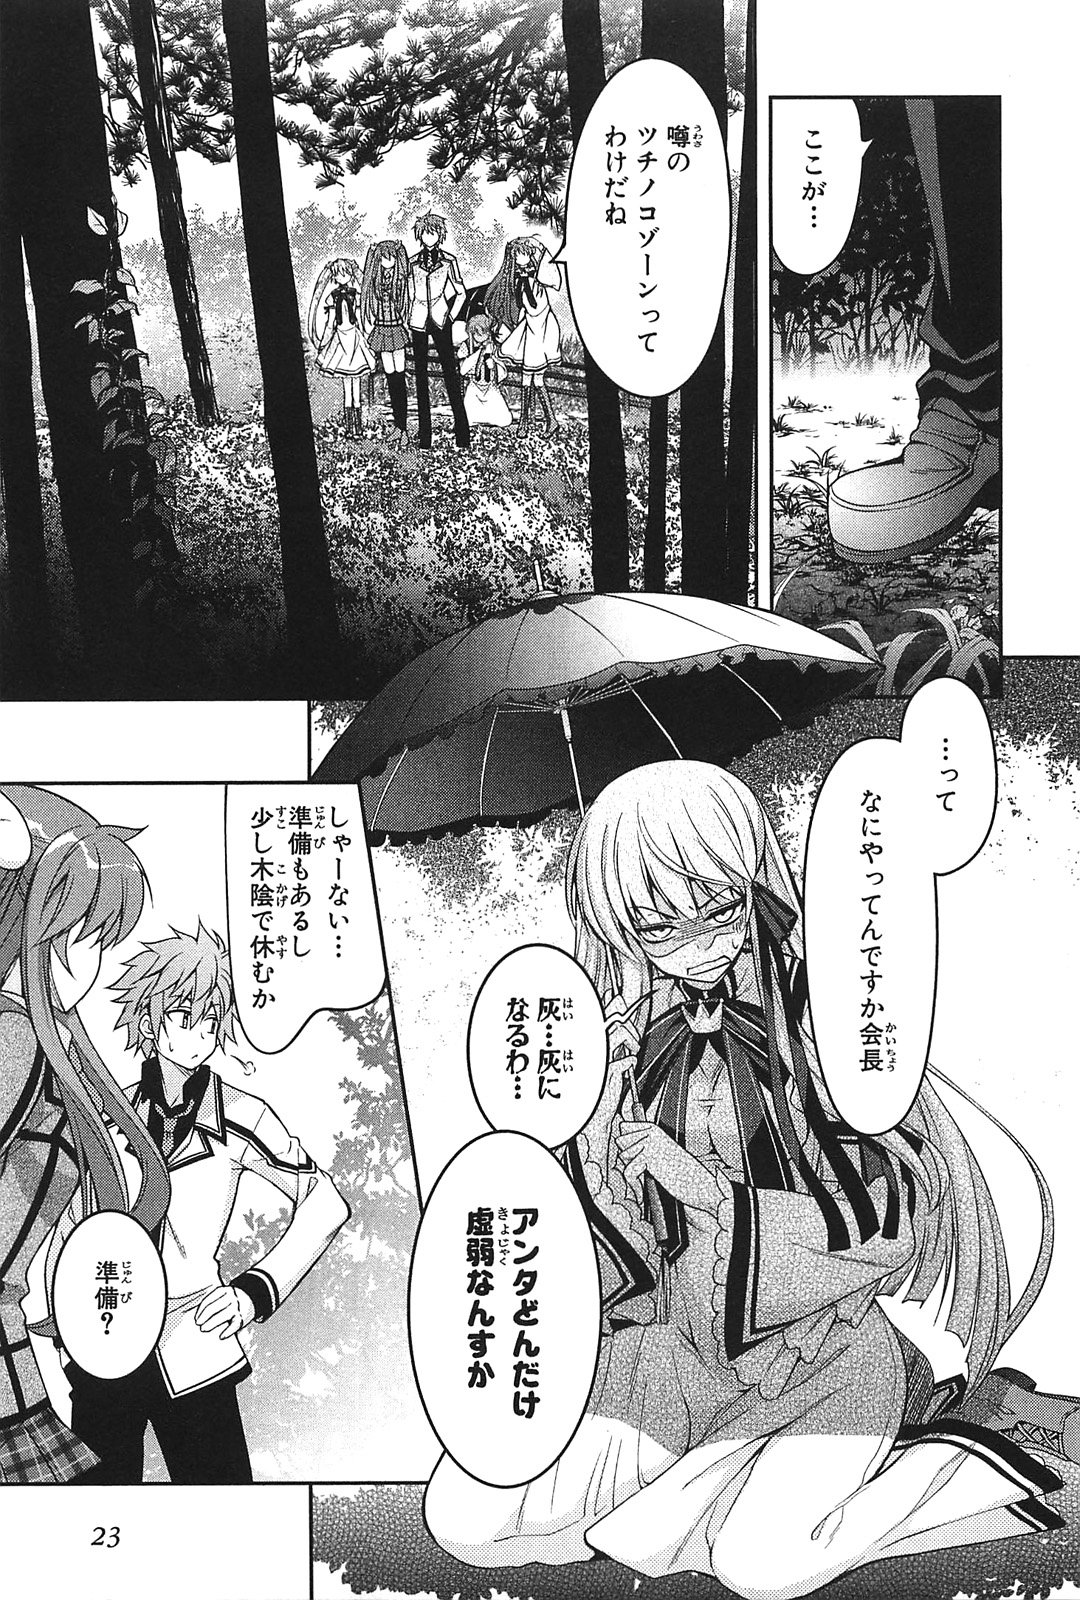 ここが…
噂の
ツチノコゾーンって
わけだね
…って
なにやってんですか会長
灰…灰に
なるわ…
アンタどんだけ
虚弱なんすか
しゃーない…
準備もあるし
少し木陰で休むか
準備？
23